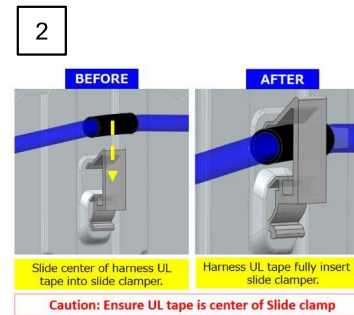 2
BEFORE
AFTER
Slide center of harness UL
tape into slide clamper.
Harness UL tape fully insert
slide clamper.
Caution: Ensure UL tape is center of Slide clamp